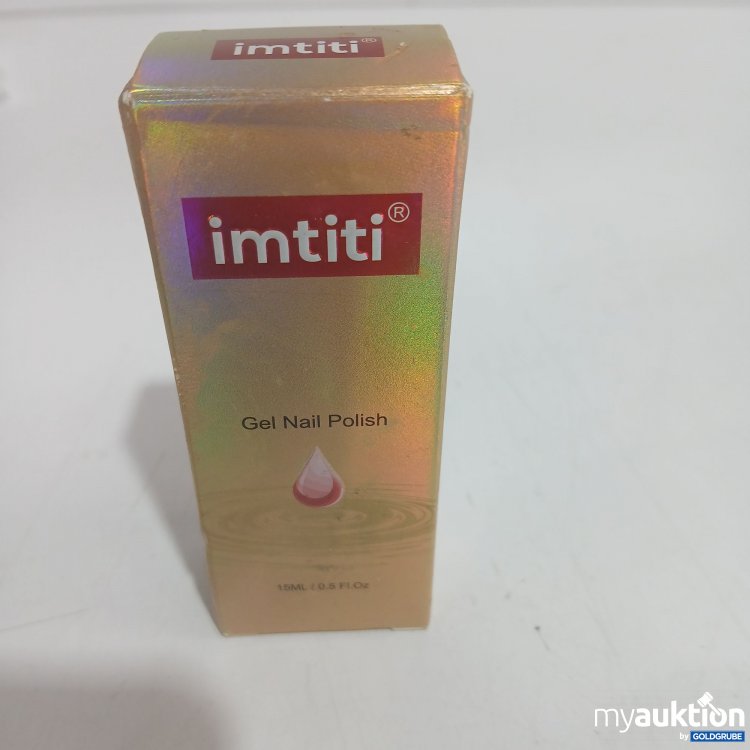 imtiti®
imtiti®
Gel Nail Polish
15ML / 0.5 Fl.Oz
myauktion
by GOLDGRUBE